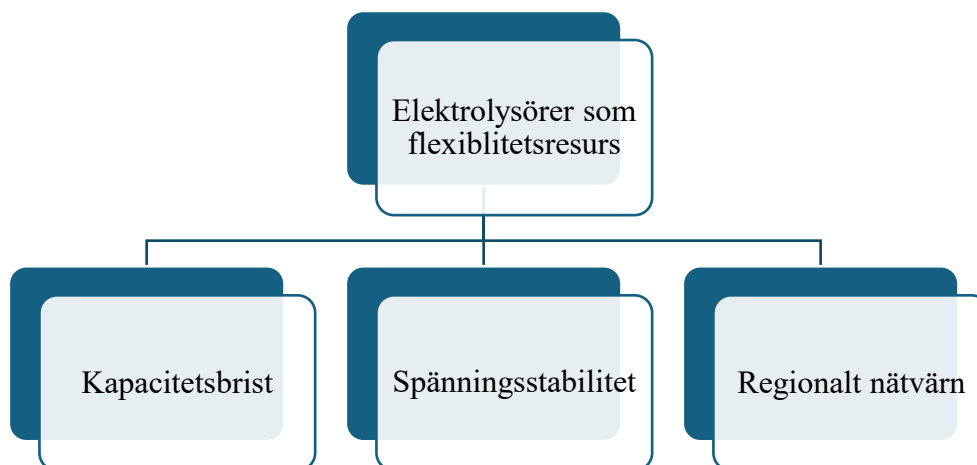 Elektrolysörer som
flexiblitetsresurs
Kapacitetsbrist
Spänningsstabilitet
Regionalt nätvärn